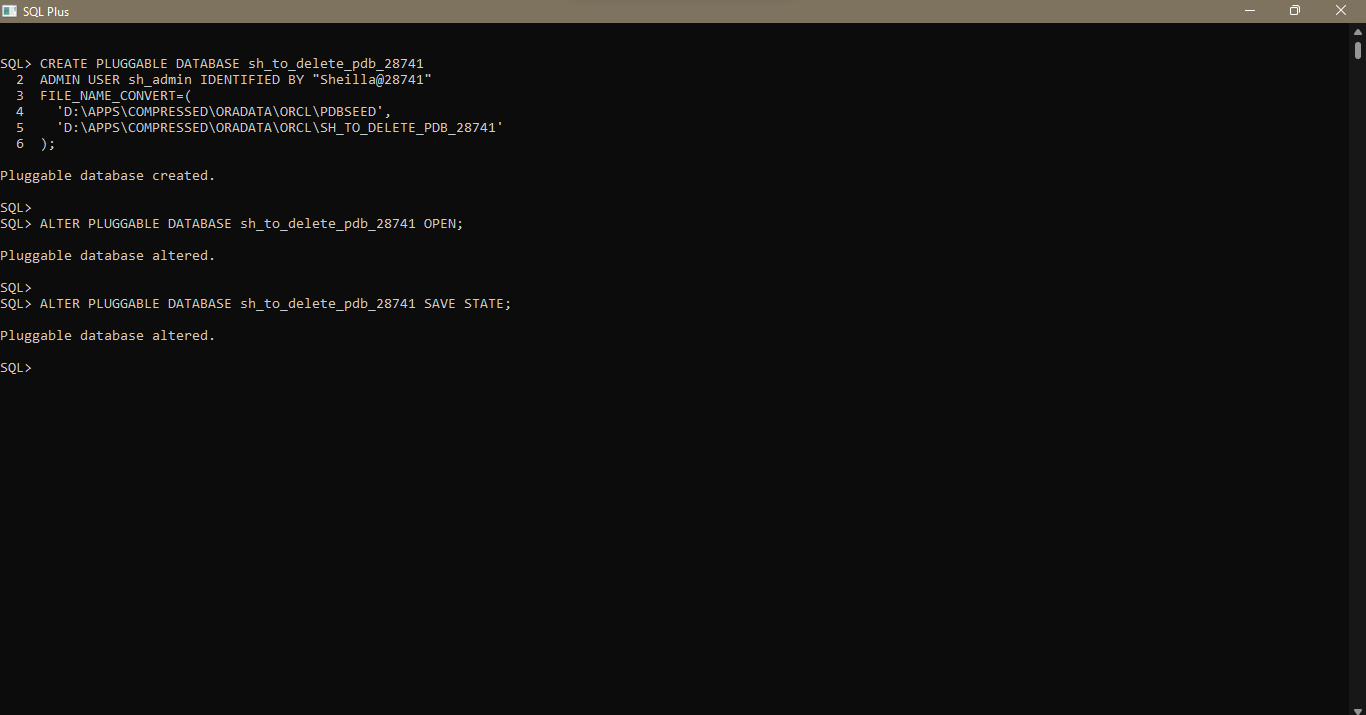 SQL Plus
SQL> CREATE PLUGGABLE DATABASE sh_to_delete_pdb_28741
  2  ADMIN USER sh_admin IDENTIFIED BY "Sheilla@28741"
  3  FILE_NAME_CONVERT=(
  4    'D:\APPS\COMPRESSED\ORADATA\ORCL\PDBSEED',
  5    'D:\APPS\COMPRESSED\ORADATA\ORCL\SH_TO_DELETE_PDB_28741'
  6  );
Pluggable database created.
SQL>
SQL> ALTER PLUGGABLE DATABASE sh_to_delete_pdb_28741 OPEN;
Pluggable database altered.
SQL>
SQL> ALTER PLUGGABLE DATABASE sh_to_delete_pdb_28741 SAVE STATE;
Pluggable database altered.
SQL>